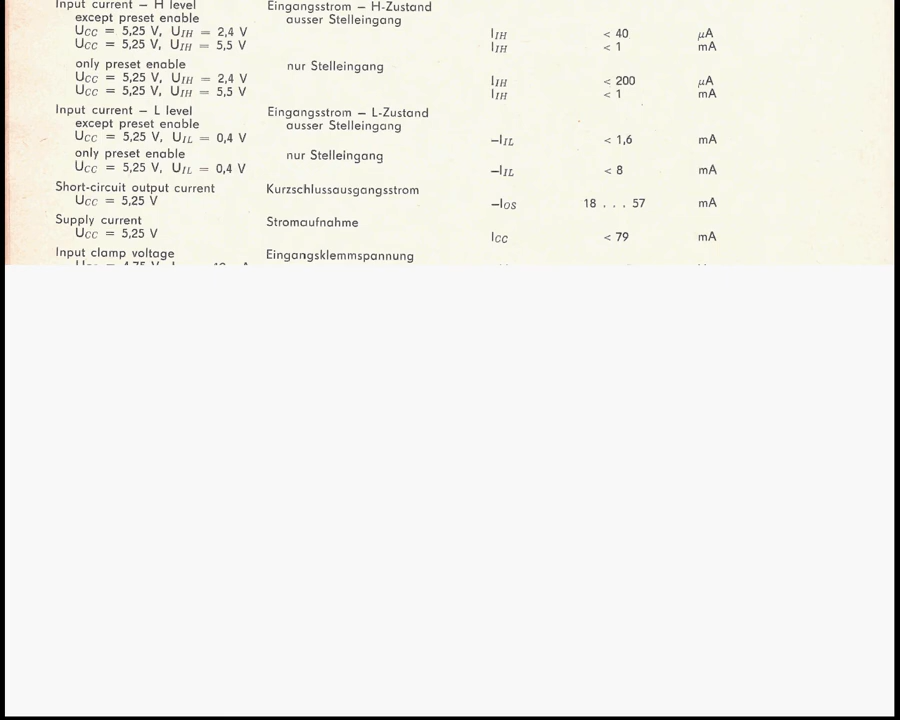 Input current – H level Eingangsstrom – H-Zustand
except preset enable ausser Stelleingang
UCC = 5,25 V, UIH = 2,4 V IIH < 40 μA
UCC = 5,25 V, UIH = 5,5 V IIH < 1 mA
only preset enable nur Stelleingang
UCC = 5,25 V, UIH = 2,4 V IIH < 200 μA
UCC = 5,25 V, UIH = 5,5 V IIH < 1 mA
Input current – L level Eingangsstrom – L-Zustand
except preset enable ausser Stelleingang
UCC = 5,25 V, UIL = 0,4 V –IIL < 1,6 mA
only preset enable nur Stelleingang
UCC = 5,25 V, UIL = 0,4 V –IIL < 8 mA
Short-circuit output current Kurzschlussausgangsstrom
UCC = 5,25 V –IOS 18 . . . 57 mA
Supply current Stromaufnahme
UCC = 5,25 V ICC < 79 mA
Input clamp voltage Eingangsklemmspannung